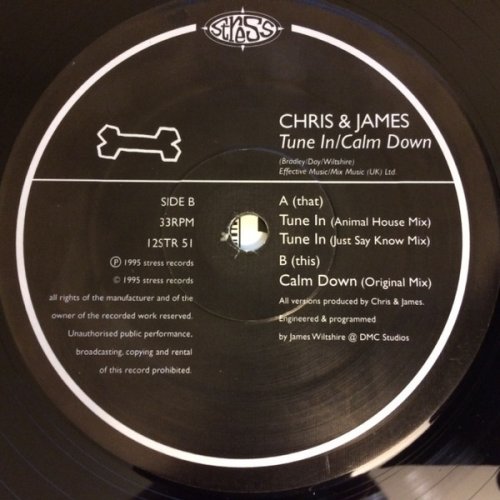 stress
CHRIS & JAMES
Tune In/Calm Down
(Bradley/Day/Wiltshire)
Effective Music/Mix Music (UK) Ltd.
SIDE B
33RPM
12STR 51
℗ 1995 stress records
© 1995 stress records
all rights of the manufacturer and of the
owner of the recorded work reserved.
Unauthorised public performance,
broadcasting, copying and rental
of this record prohibited.
A (that)
Tune In (Animal House Mix)
Tune In (Just Say Know Mix)
B (this)
Calm Down (Original Mix)
All versions produced by Chris & James.
Engineered & programmed
by James Wiltshire @ DMC Studios